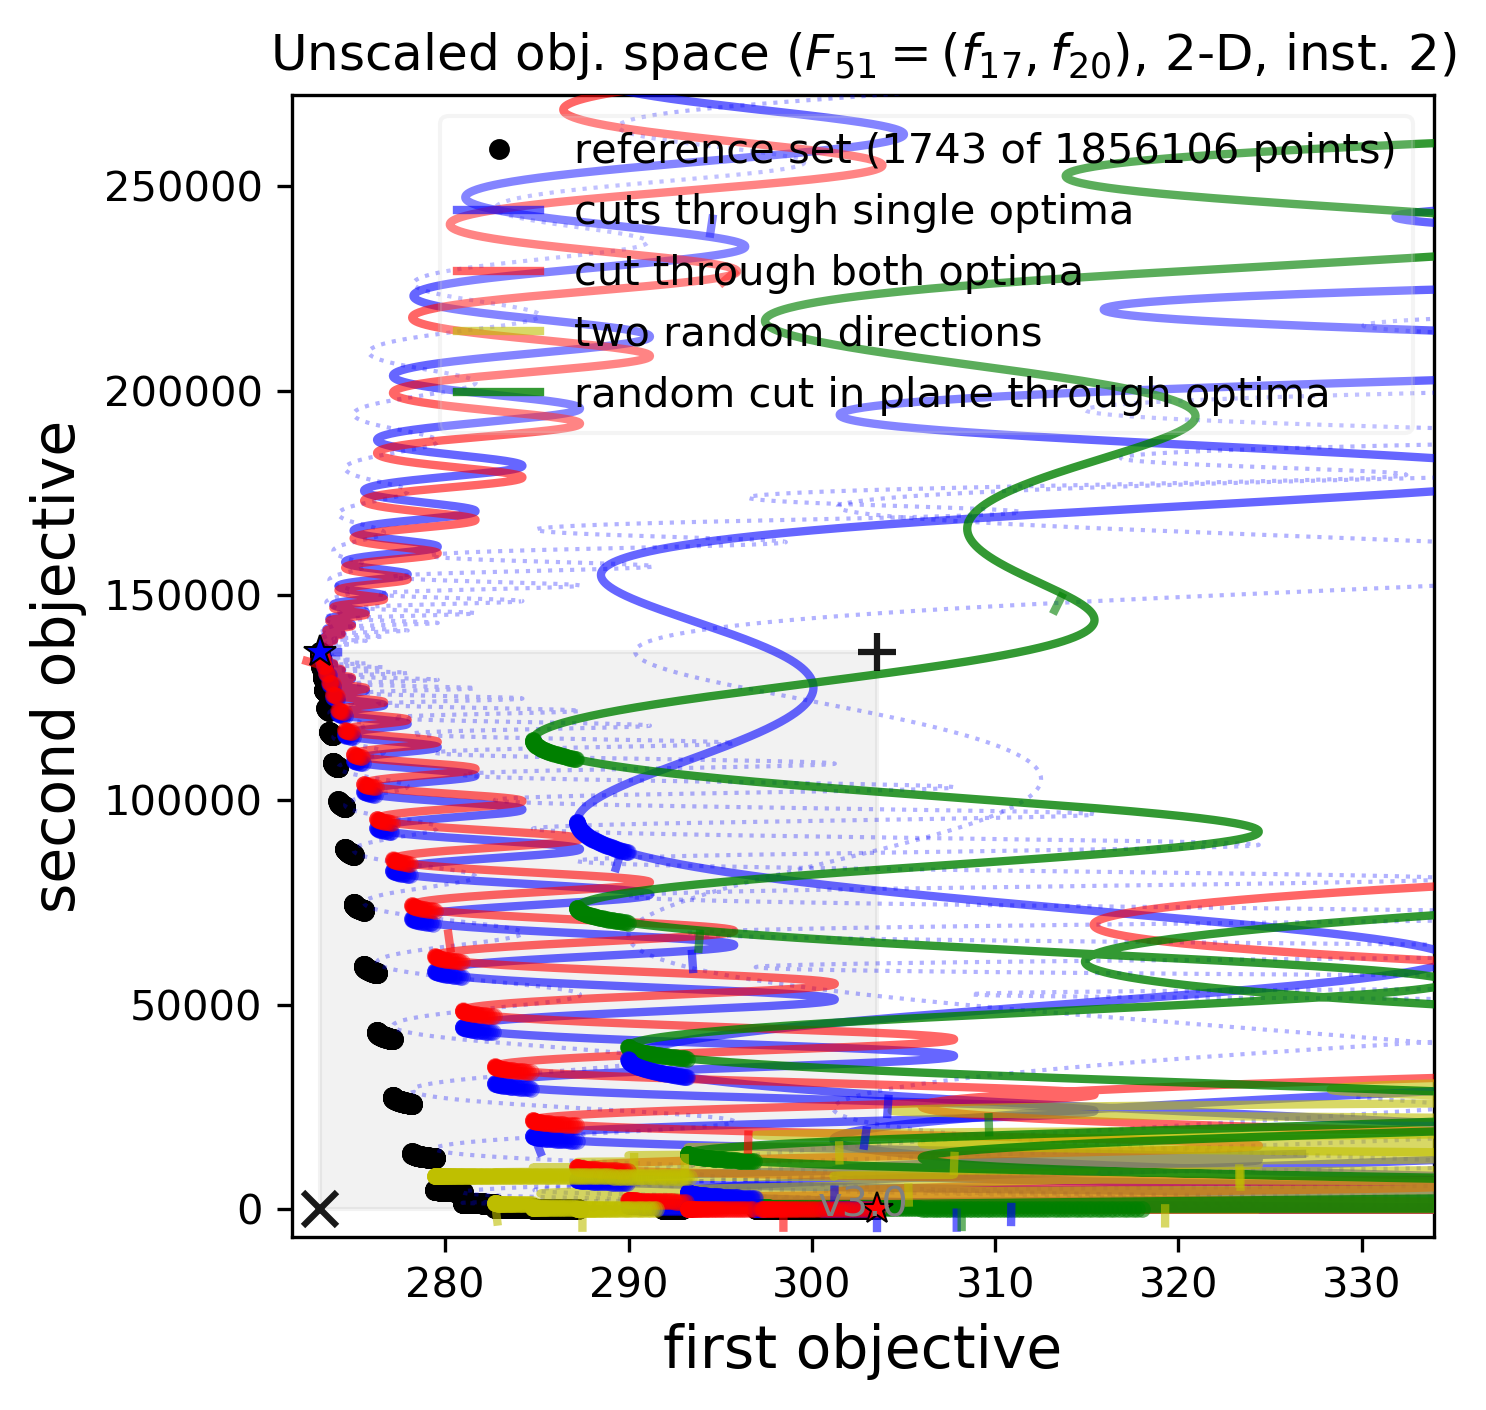 Unscaled obj. space (F₅₁ = (f₁₇, f₂₀), 2-D, inst. 2)
reference set (1743 of 1856106 points)
cuts through single optima
cut through both optima
two random directions
random cut in plane through optima
250000
200000
150000
100000
50000
0
second objective
v3.0
280 290 300 310 320 330
first objective